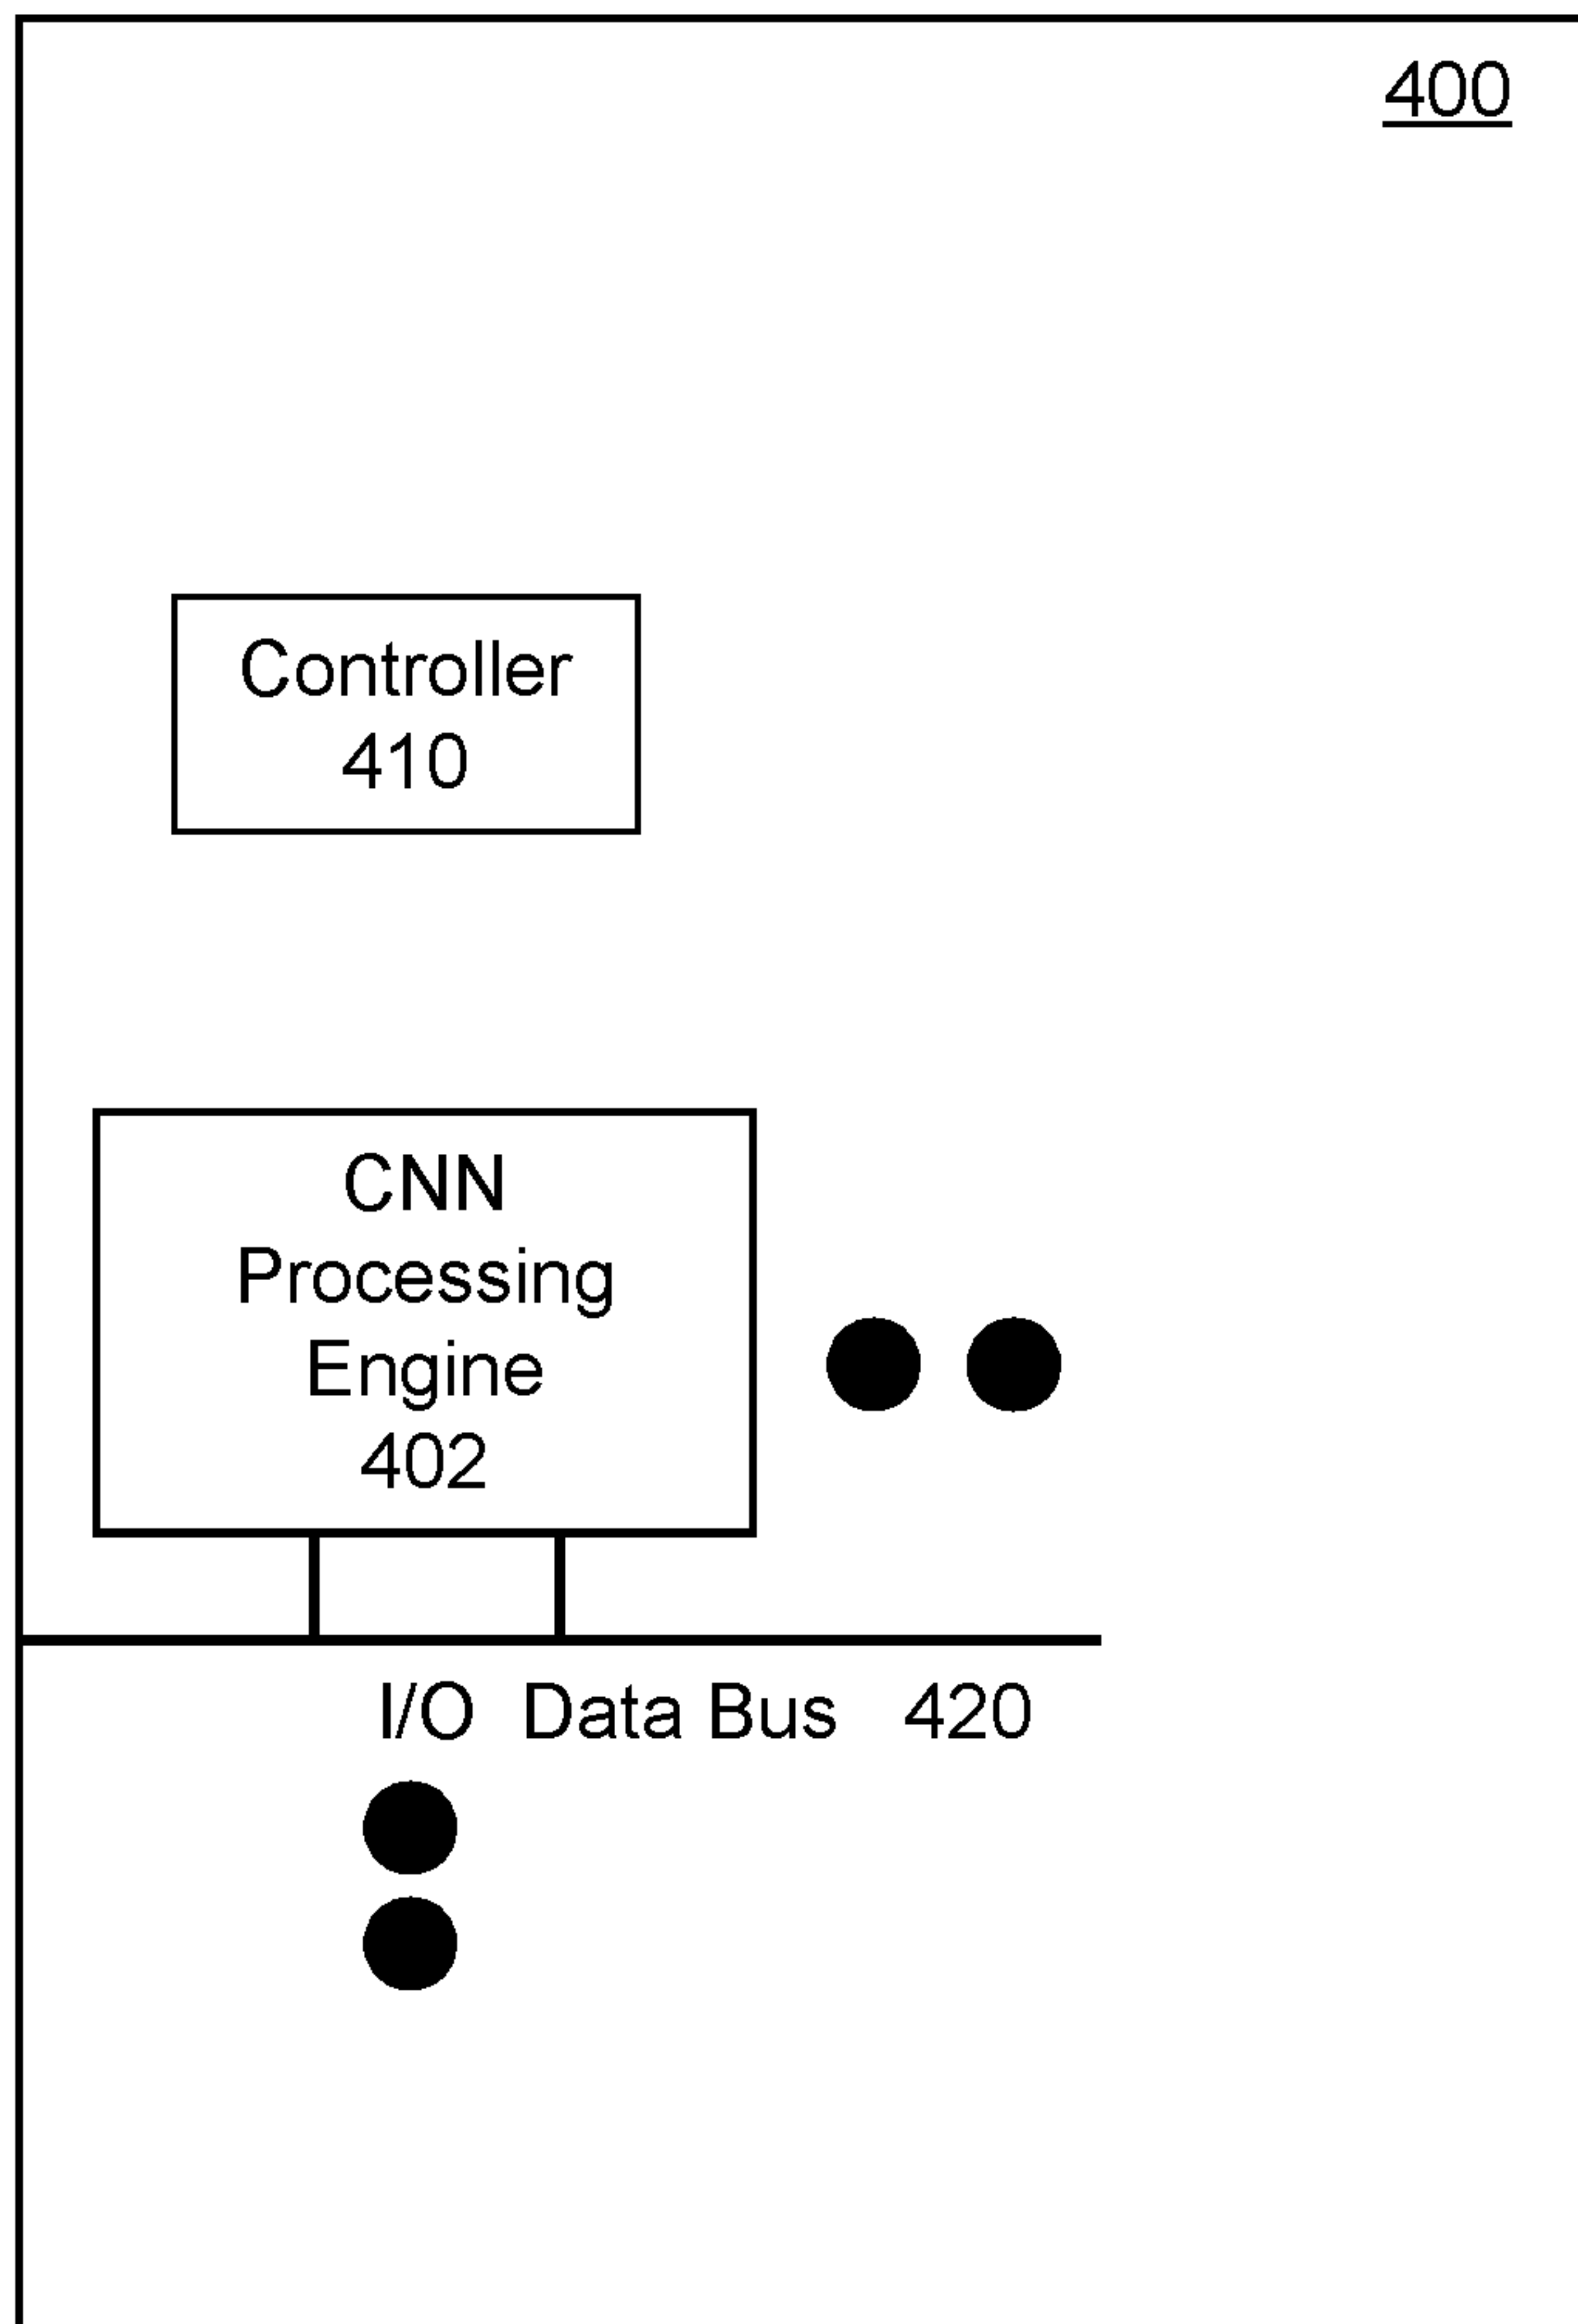 400
Controller
410
CNN
Processing
Engine
402
I/O Data Bus 420